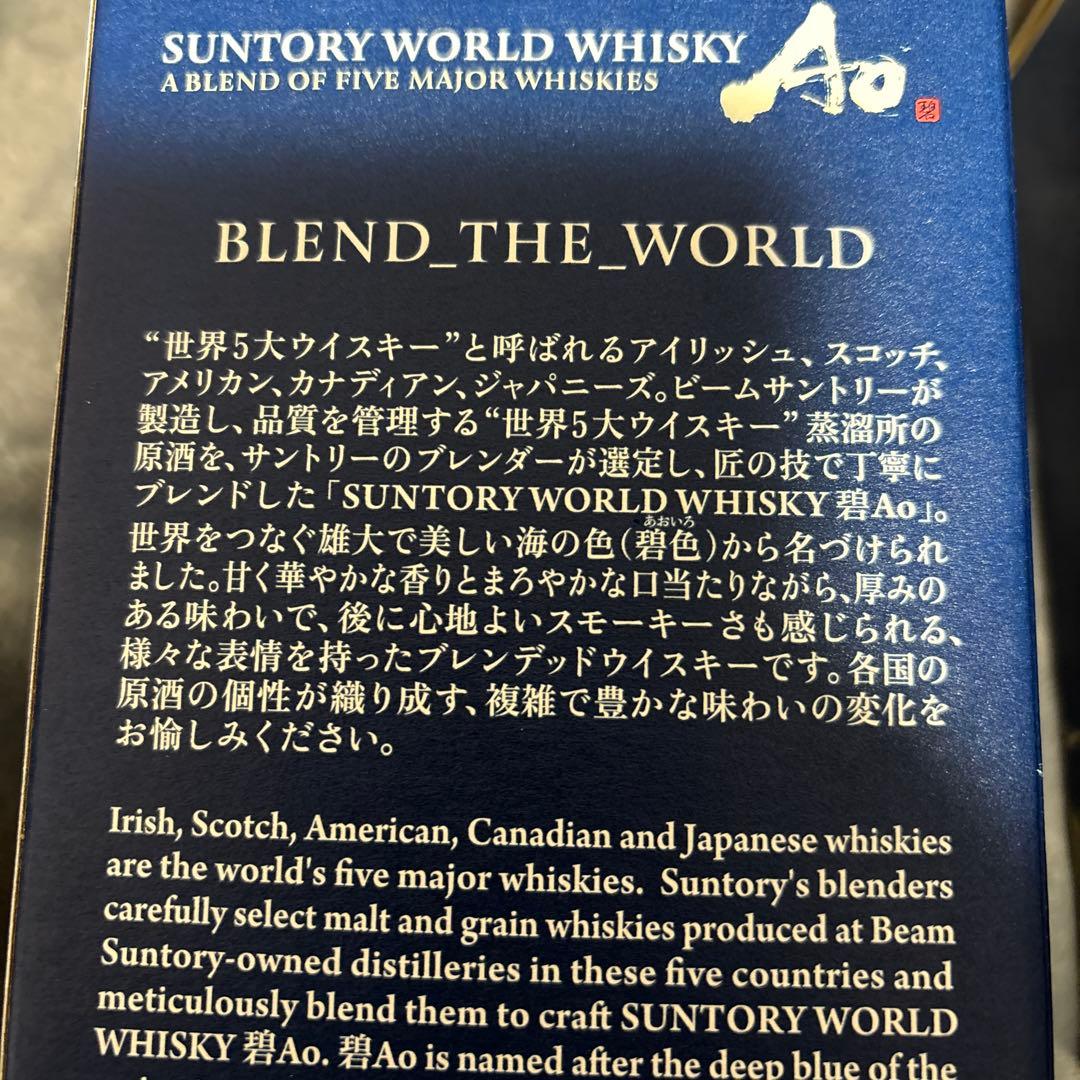 SUNTORY WORLD WHISKY Ao
A BLEND OF FIVE MAJOR WHISKIES
碧
BLEND_THE_WORLD
“世界5大ウイスキー”と呼ばれるアイリッシュ、スコッチ、
アメリカン、カナディアン、ジャパニーズ。ビームサントリーが
製造し、品質を管理する“世界5大ウイスキー”蒸溜所の
原酒を、サントリーのブレンダーが選定し、匠の技で丁寧に
ブレンドした「SUNTORY WORLD WHISKY 碧Ao」。
あおいろ
世界をつなぐ雄大で美しい海の色(碧色)から名づけられ
ました。甘く華やかな香りとまろやかな口当たりながら、厚みの
ある味わいで、後に心地よいスモーキーさも感じられる、
様々な表情を持ったブレンデッドウイスキーです。各国の
原酒の個性が織り成す、複雑で豊かな味わいの変化を
お愉しみください。
Irish, Scotch, American, Canadian and Japanese whiskies
are the world's five major whiskies. Suntory's blenders
carefully select malt and grain whiskies produced at Beam
Suntory-owned distilleries in these five countries and
meticulously blend them to craft SUNTORY WORLD
WHISKY 碧Ao. 碧Ao is named after the deep blue of the